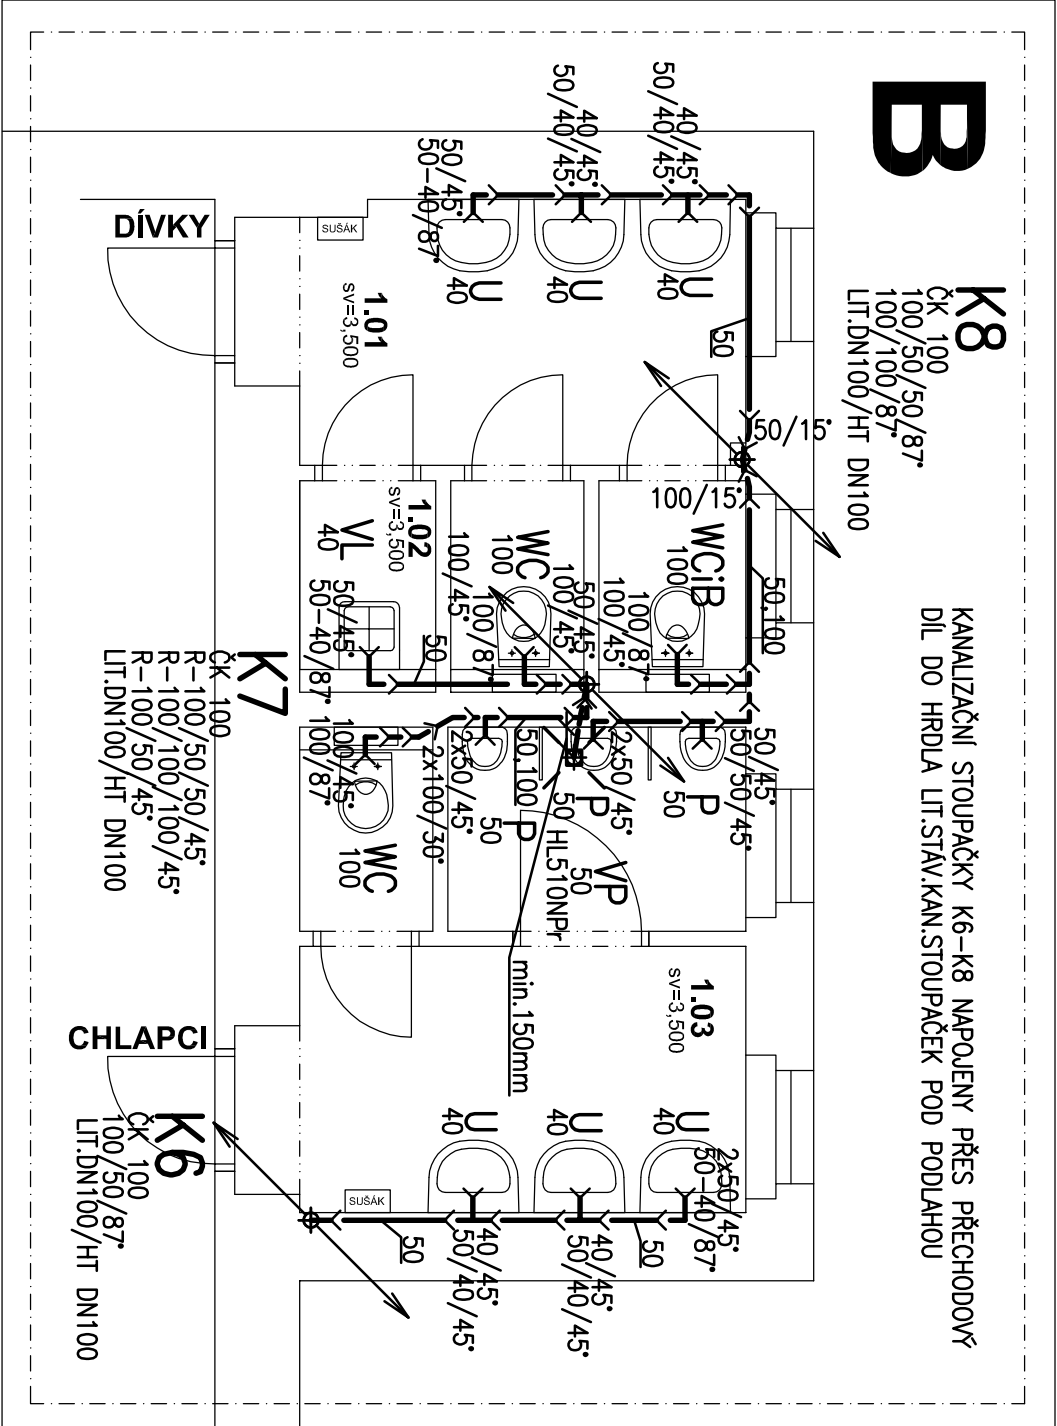 B
K8
ČK 100
100/50/50/87°
100/100/87°
LIT.DN100/HT DN100
KANALIZAČNÍ STOUPAČKY K6-K8 NAPOJENY PŘES PŘECHODOVÝ
DÍL DO HRDLA LIT.STÁV.KAN.STOUPAČEK POD PODLAHOU
40/45°
50/40/45°
40/45°
50/40/45°
50/45°
50-40/87°
U
40
U
40
U
40
50
50/15°
100/15°
50,100
DÍVKY
SUŠÁK
1.01
sv=3,500
1.02
sv=3,500
VL
40
50/45°
50-40/87°
50
WC
100
100/45°
100/87°
50/45°
100/45°
WCiB
100
100/87°
100/45°
K7
ČK 100
R-100/50/50/45°
R-100/100/100/45°
R-100/50/45°
LIT.DN100/HT DN100
100/45°
100/87°
2x100/30°
WC
100
2x50/45°
50,100
P
50
P
50
2x50/45°
P
50
50/45°
50/50/45°
VP
50
HL510NPr
min.150mm
1.03
sv=3,500
CHLAPCI
K6
ČK 100
100/50/87°
LIT.DN100/HT DN100
SUŠÁK
U
40
U
40
U
40
2x50/45°
50-40/87°
50
40/45°
50/40/45°
40/45°
50/40/45°
50